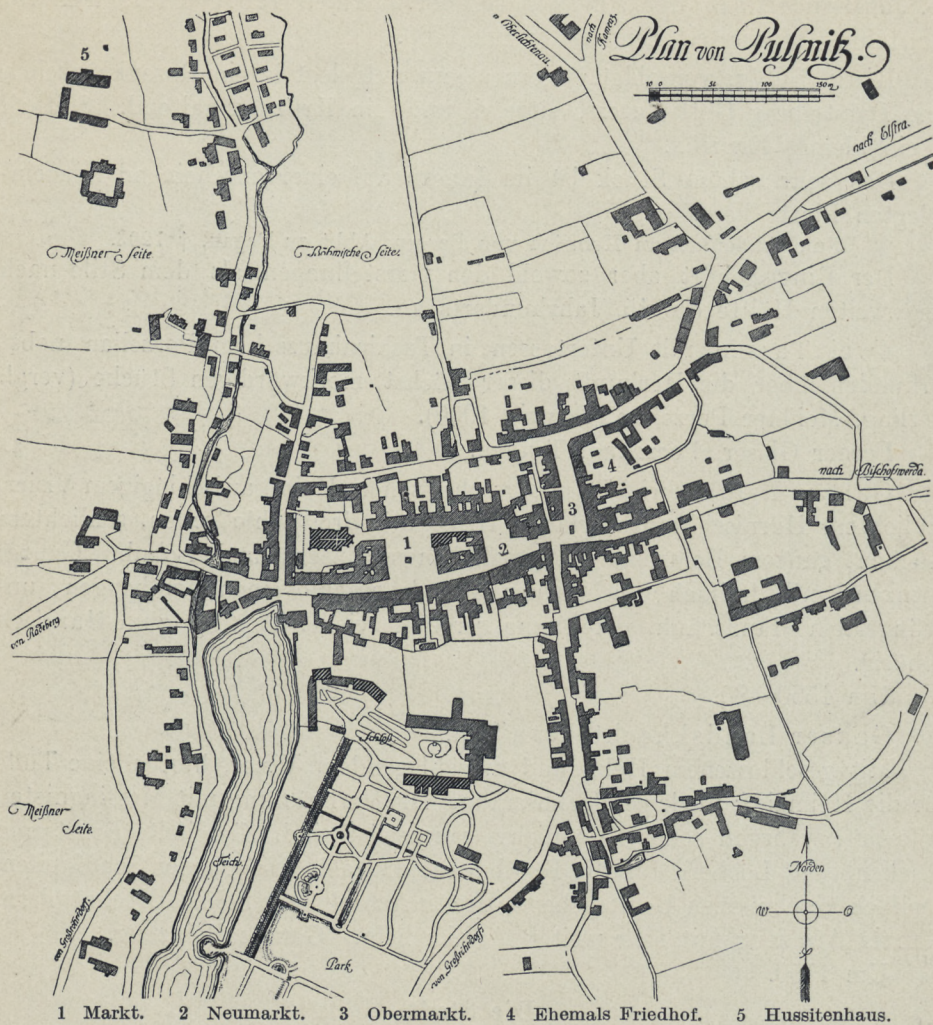 5
nach Oberlichtenau.
nach Kamenz.
Plan von Pulsnitz.
10 0 50 100 150 m
nach Elstra.
Meißner Seite
Böhmische Seite
4
nach Bischofswerda.
3
1
2
von Radeberg
Schloß
Meißner
Seite
Teich
Norden
W O
S
von Großröhrsdorf
von Großröhrsdorf
Park
1 Markt. 2 Neumarkt. 3 Obermarkt. 4 Ehemals Friedhof. 5 Hussitenhaus.